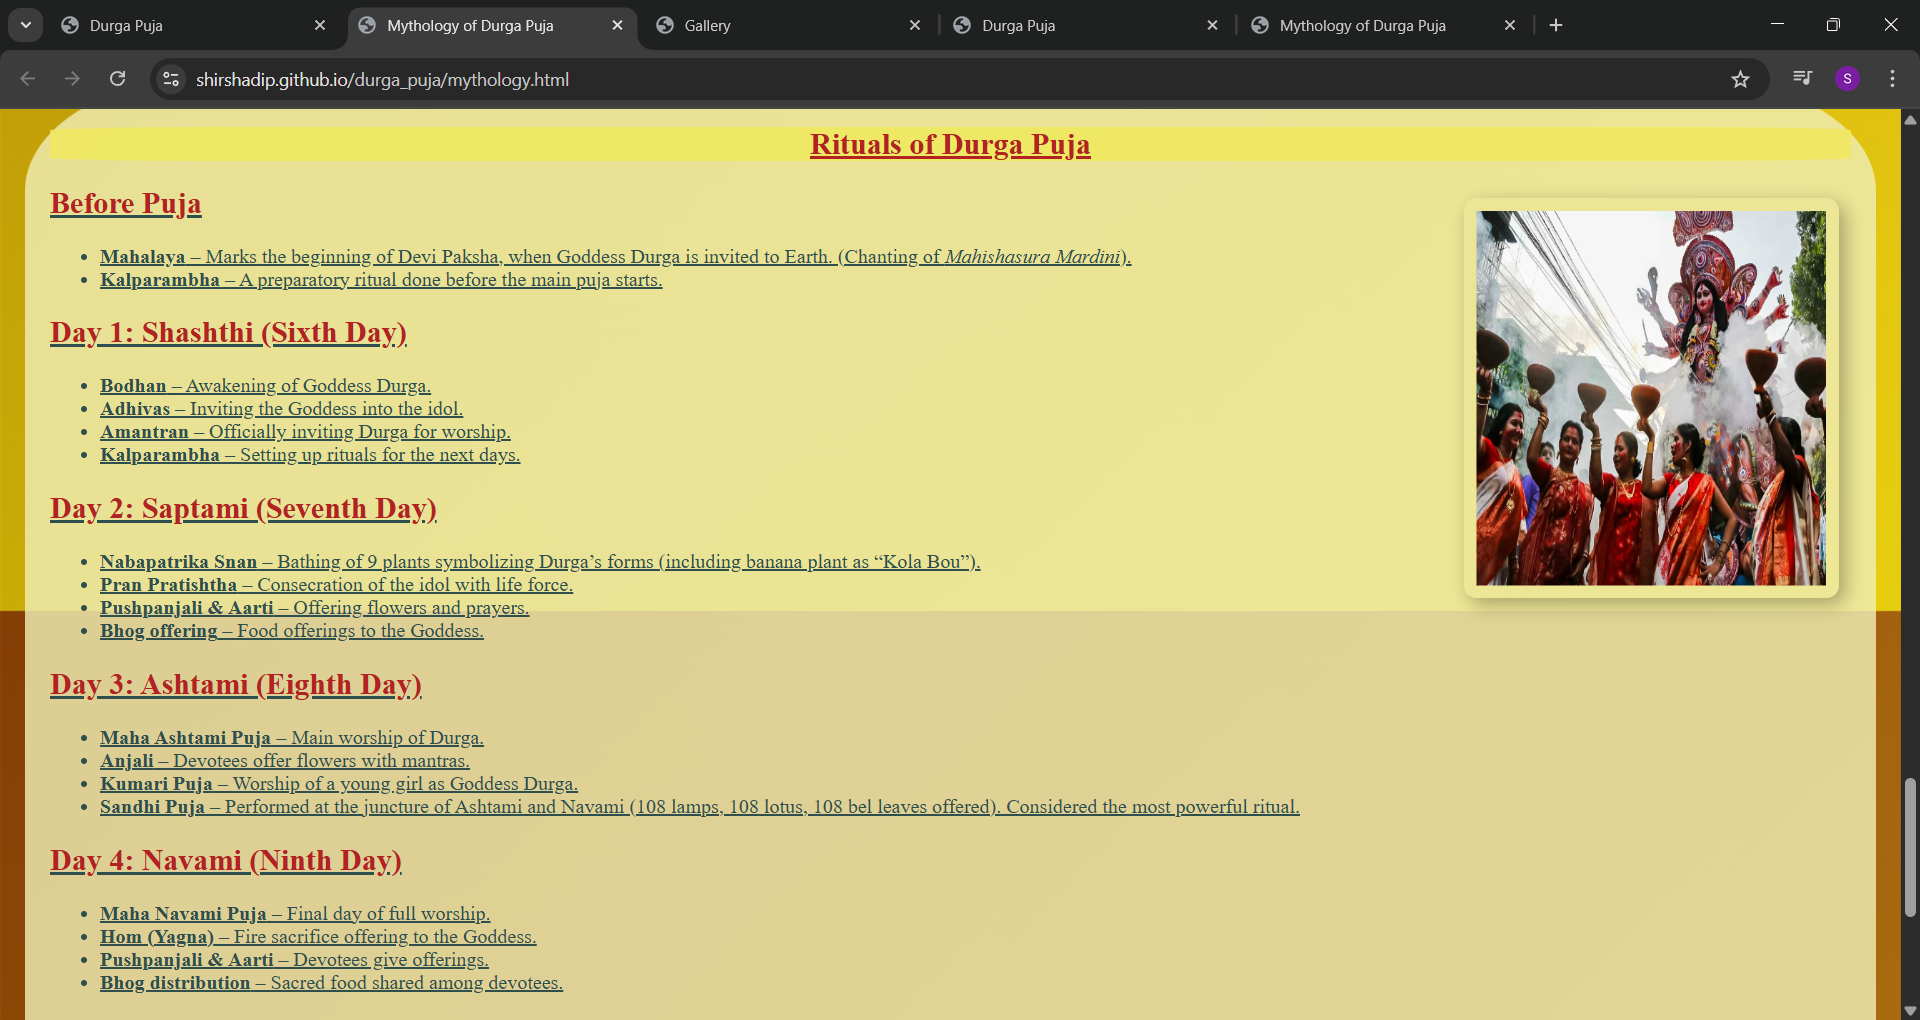 Durga Puja
Mythology of Durga Puja
Gallery
Durga Puja
Mythology of Durga Puja
shirshadip.github.io/durga_puja/mythology.html
S
Rituals of Durga Puja
Before Puja
• Mahalaya – Marks the beginning of Devi Paksha, when Goddess Durga is invited to Earth. (Chanting of Mahishasura Mardini).
• Kalparambha – A preparatory ritual done before the main puja starts.
Day 1: Shashthi (Sixth Day)
• Bodhan – Awakening of Goddess Durga.
• Adhivas – Inviting the Goddess into the idol.
• Amantran – Officially inviting Durga for worship.
• Kalparambha – Setting up rituals for the next days.
Day 2: Saptami (Seventh Day)
• Nabapatrika Snan – Bathing of 9 plants symbolizing Durga’s forms (including banana plant as “Kola Bou”).
• Pran Pratishtha – Consecration of the idol with life force.
• Pushpanjali & Aarti – Offering flowers and prayers.
• Bhog offering – Food offerings to the Goddess.
Day 3: Ashtami (Eighth Day)
• Maha Ashtami Puja – Main worship of Durga.
• Anjali – Devotees offer flowers with mantras.
• Kumari Puja – Worship of a young girl as Goddess Durga.
• Sandhi Puja – Performed at the juncture of Ashtami and Navami (108 lamps, 108 lotus, 108 bel leaves offered). Considered the most powerful ritual.
Day 4: Navami (Ninth Day)
• Maha Navami Puja – Final day of full worship.
• Hom (Yagna) – Fire sacrifice offering to the Goddess.
• Pushpanjali & Aarti – Devotees give offerings.
• Bhog distribution – Sacred food shared among devotees.